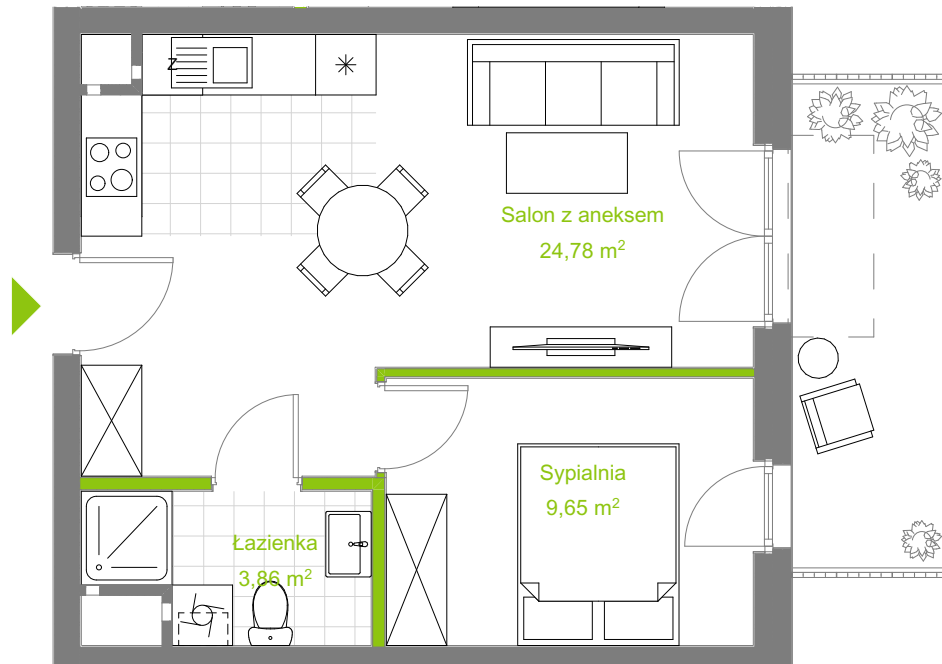 z
Salon z aneksem
24,78 m²
Sypialnia
9,65 m²
Łazienka
3,86 m²